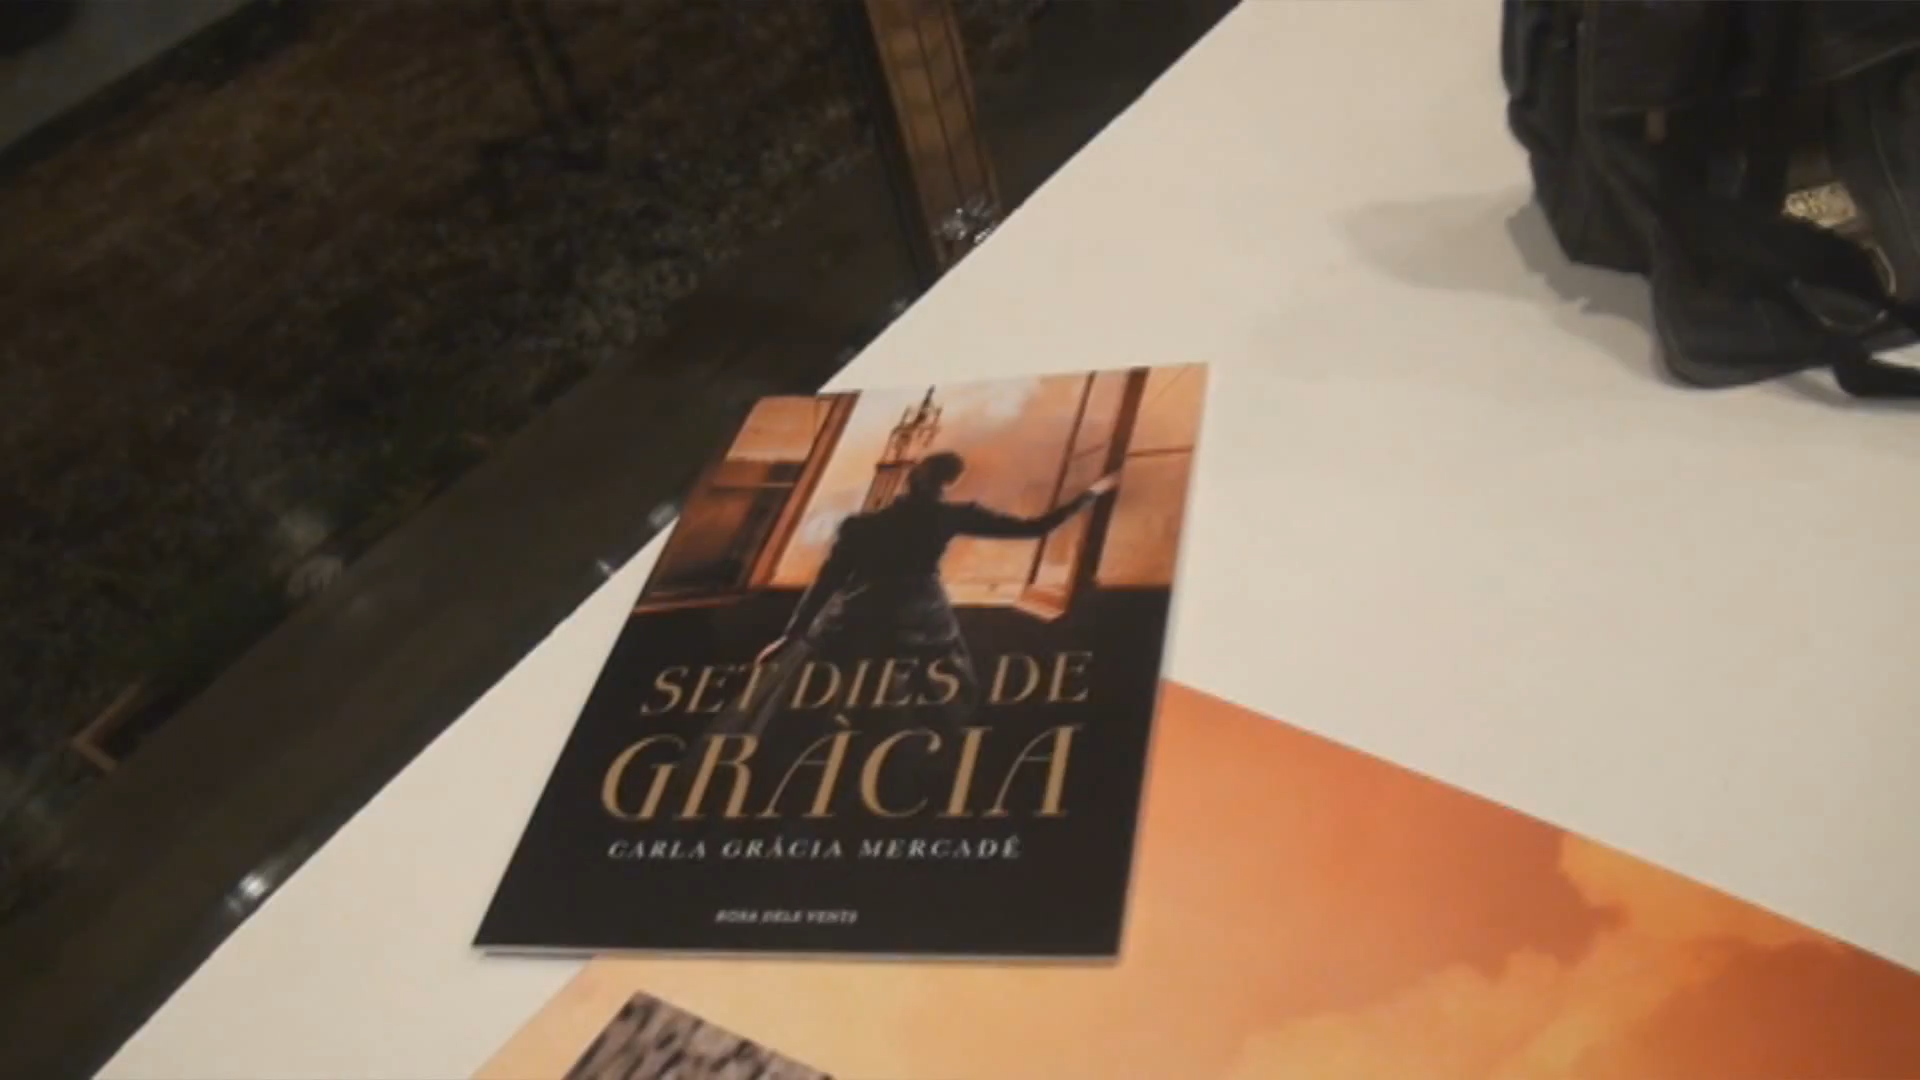 SET DIES DE
GRÀCIA
CARLA GRÀCIA MERCADÉ
ROSA DELS VENTS